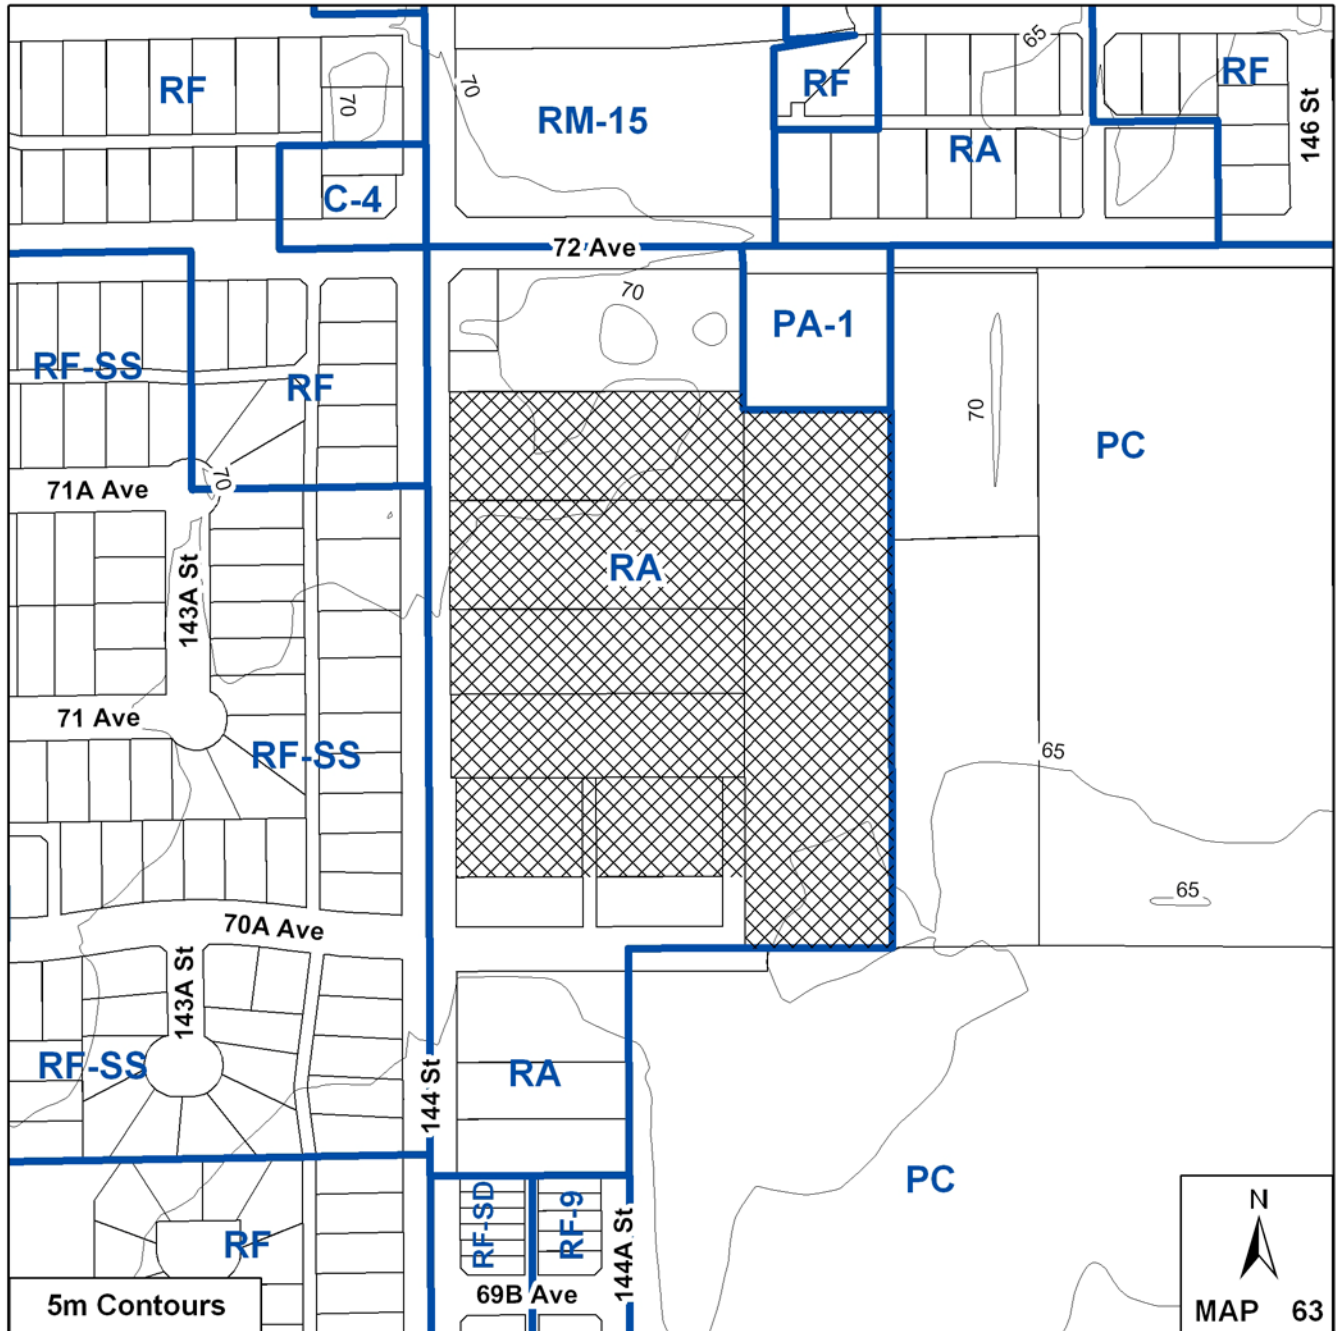 65
RF
RF
RF
70
70
RM-15
146 St
RA
C-4
72 Ave
70
PA-1
RF-SS
RF
70
PC
70
71A Ave
143A St
RA
71 Ave
RF-SS
65
65
70A Ave
143A St
RF-SS
144 St
RA
PC
RF-SD
RF-9
144A St
RF
69B Ave
N
5m Contours
MAP 63